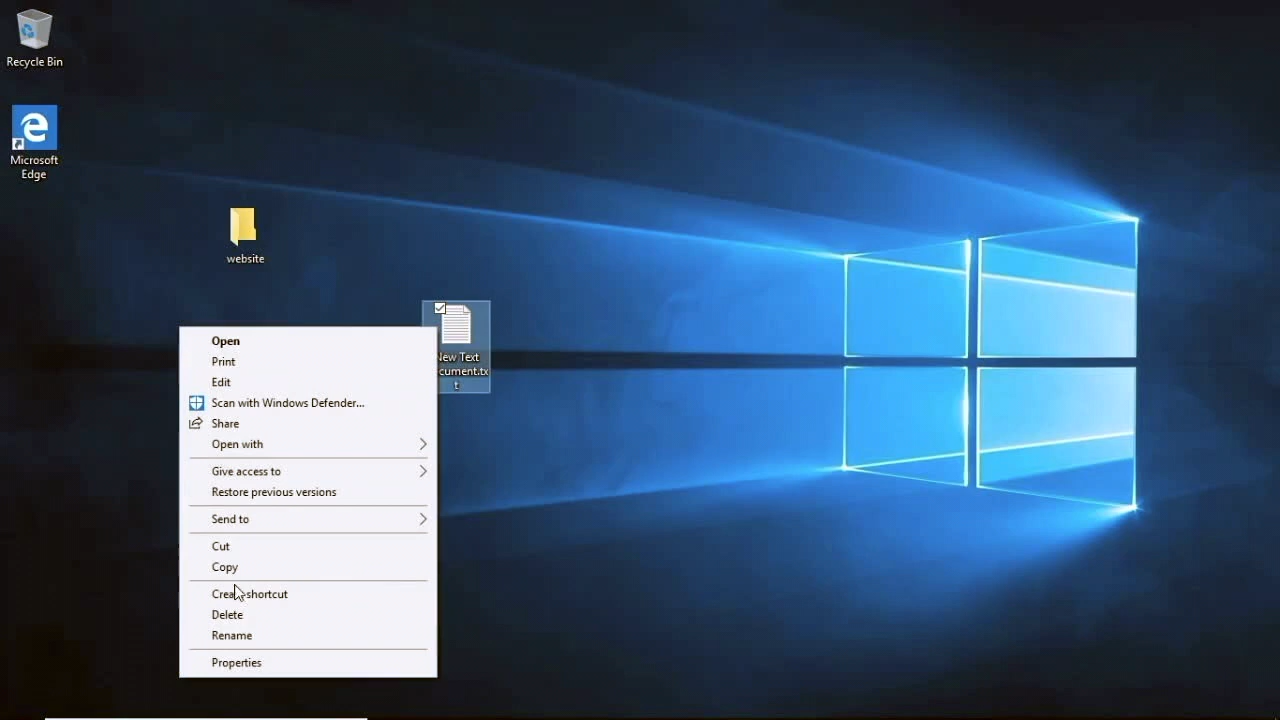 Recycle Bin
Microsoft
Edge
website
New Text
cument.tx
t
Open
Print
Edit
Scan with Windows Defender...
Share
Open with
Give access to
Restore previous versions
Send to
Cut
Copy
Create shortcut
Delete
Rename
Properties